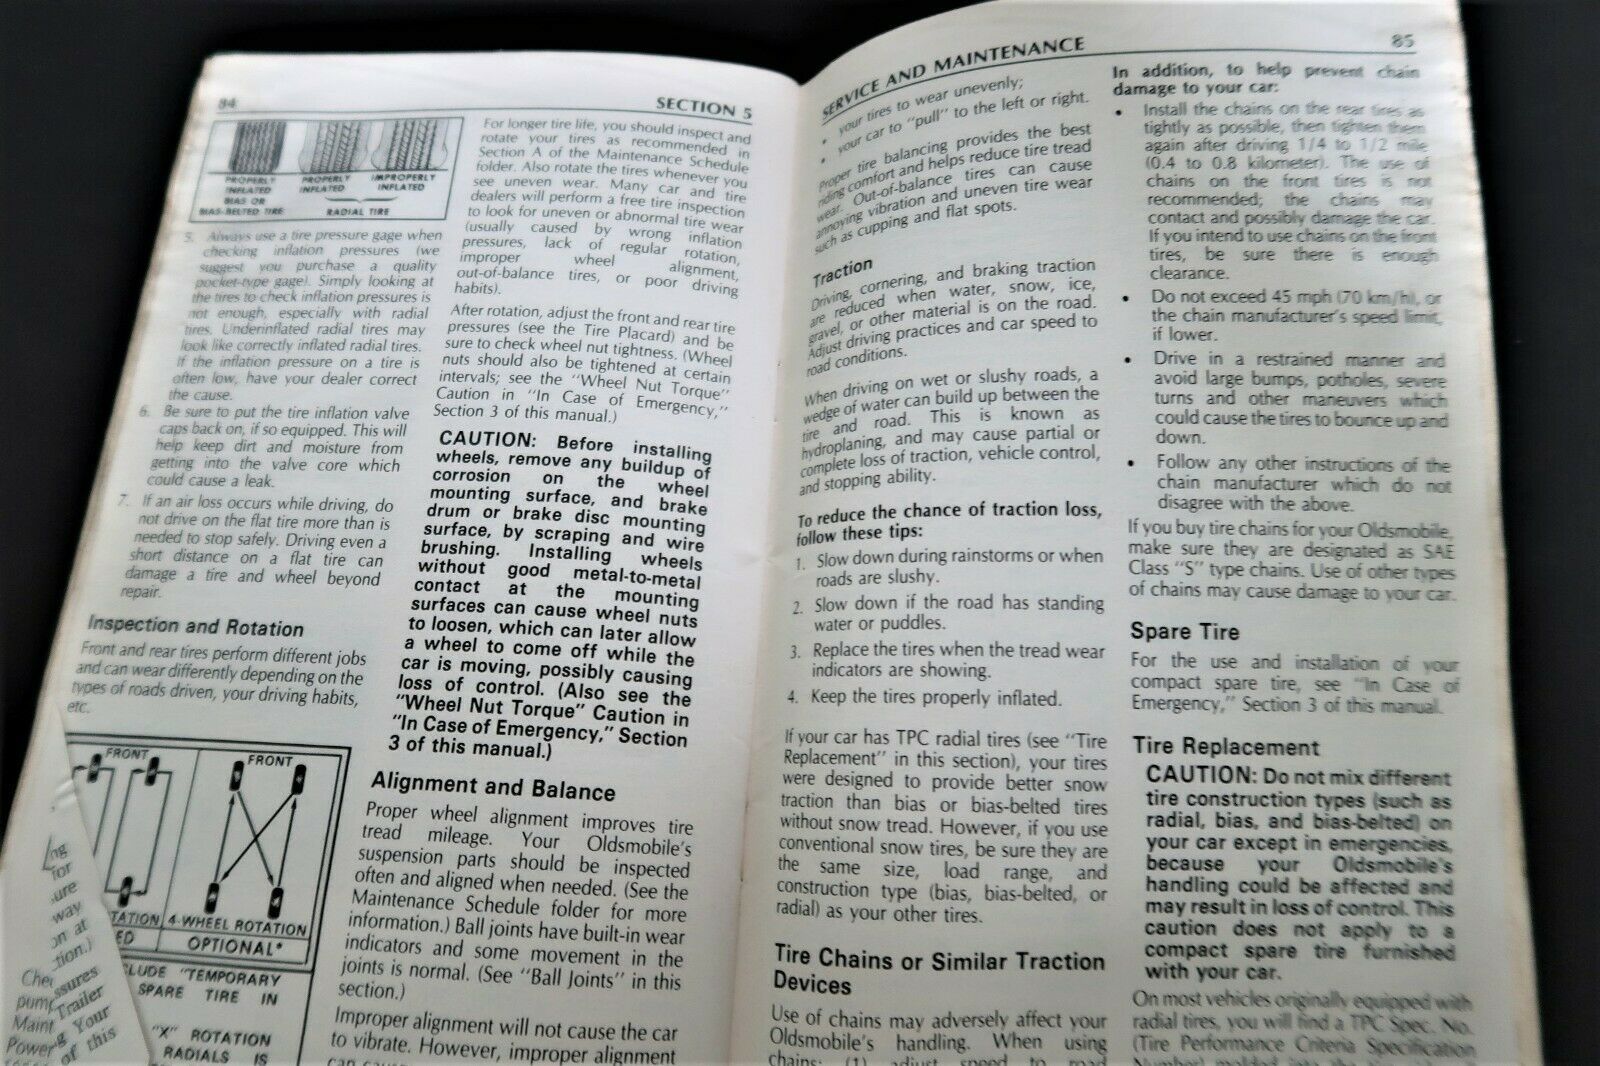 84
SECTION 5
PROPERLY
INFLATED
BIAS OR
BIAS-BELTED TIRE
PROPERLY
INFLATED
IMPROPERLY
INFLATED
RADIAL TIRE
5. Always use a tire pressure gage when
checking inflation pressures (we
suggest you purchase a quality
pocket-type gage). Simply looking at
the tires to check inflation pressures is
not enough, especially with radial
tires. Underinflated radial tires may
look like correctly inflated radial tires.
If the inflation pressure on a tire is
often low, have your dealer correct
the cause.
6. Be sure to put the tire inflation valve
caps back on, if so equipped. This will
help keep dirt and moisture from
getting into the valve core which
could cause a leak.
7. If an air loss occurs while driving, do
not drive on the flat tire more than is
needed to stop safely. Driving even a
short distance on a flat tire can
damage a tire and wheel beyond
repair.
Inspection and Rotation
Front and rear tires perform different jobs
and can wear differently depending on the
types of roads driven, your driving habits,
etc.
FRONT
FRONT
TATION
4-WHEEL ROTATION
ED
OPTIONAL*
CLUDE "TEMPORARY
SPARE TIRE IN
"X" ROTATION
RADIALS IS
ng
for
ure
way
on at
tion.)
Che
ssures
pum
Trailer
Maint
g Your
Power
of this
For longer tire life, you should inspect and
rotate your tires as recommended in
Section A of the Maintenance Schedule
folder. Also rotate the tires whenever you
see uneven wear. Many car and tire
dealers will perform a free tire inspection
to look for uneven or abnormal tire wear
(usually caused by wrong inflation
pressures, lack of regular rotation,
improper wheel alignment,
out-of-balance tires, or poor driving
habits).
After rotation, adjust the front and rear tire
pressures (see the Tire Placard) and be
sure to check wheel nut tightness. (Wheel
nuts should also be tightened at certain
intervals; see the "Wheel Nut Torque"
Caution in "In Case of Emergency,"
Section 3 of this manual.)
CAUTION: Before installing
wheels, remove any buildup of
corrosion on the wheel
mounting surface, and brake
drum or brake disc mounting
surface, by scraping and wire
brushing. Installing wheels
without good metal-to-metal
contact at the mounting
surfaces can cause wheel nuts
to loosen, which can later allow
a wheel to come off while the
car is moving, possibly causing
loss of control. (Also see the
"Wheel Nut Torque" Caution in
"In Case of Emergency," Section
3 of this manual.)
Alignment and Balance
Proper wheel alignment improves tire
tread mileage. Your Oldsmobile's
suspension parts should be inspected
often and aligned when needed. (See the
Maintenance Schedule folder for more
information.) Ball joints have built-in wear
indicators and some movement in the
joints is normal. (See "Ball Joints" in this
section.)
Improper alignment will not cause the car
to vibrate. However, improper alignment
can cause
SERVICE AND MAINTENANCE
85
• your tires to wear unevenly;
• your car to "pull" to the left or right.
Proper tire balancing provides the best
riding comfort and helps reduce tire tread
wear. Out-of-balance tires can cause
annoying vibration and uneven tire wear
such as cupping and flat spots.
Traction
Driving, cornering, and braking traction
are reduced when water, snow, ice,
gravel, or other material is on the road.
Adjust driving practices and car speed to
road conditions.
When driving on wet or slushy roads, a
wedge of water can build up between the
tire and road. This is known as
hydroplaning, and may cause partial or
complete loss of traction, vehicle control,
and stopping ability.
To reduce the chance of traction loss,
follow these tips:
1. Slow down during rainstorms or when
roads are slushy.
2. Slow down if the road has standing
water or puddles.
3. Replace the tires when the tread wear
indicators are showing.
4. Keep the tires properly inflated.
If your car has TPC radial tires (see "Tire
Replacement" in this section), your tires
were designed to provide better snow
traction than bias or bias-belted tires
without snow tread. However, if you use
conventional snow tires, be sure they are
the same size, load range, and
construction type (bias, bias-belted, or
radial) as your other tires.
Tire Chains or Similar Traction
Devices
Use of chains may adversely affect your
Oldsmobile's handling. When using
chains: (1) adjust speed to road
In addition, to help prevent chain
damage to your car:
• Install the chains on the rear tires as
tightly as possible, then tighten them
again after driving 1/4 to 1/2 mile
(0.4 to 0.8 kilometer). The use of
chains on the front tires is not
recommended; the chains may
contact and possibly damage the car.
If you intend to use chains on the front
tires, be sure there is enough
clearance.
• Do not exceed 45 mph (70 km/h), or
the chain manufacturer's speed limit,
if lower.
• Drive in a restrained manner and
avoid large bumps, potholes, severe
turns and other maneuvers which
could cause the tires to bounce up and
down.
• Follow any other instructions of the
chain manufacturer which do not
disagree with the above.
If you buy tire chains for your Oldsmobile,
make sure they are designated as SAE
Class "S" type chains. Use of other types
of chains may cause damage to your car.
Spare Tire
For the use and installation of your
compact spare tire, see "In Case of
Emergency," Section 3 of this manual.
Tire Replacement
CAUTION: Do not mix different
tire construction types (such as
radial, bias, and bias-belted) on
your car except in emergencies,
because your Oldsmobile's
handling could be affected and
may result in loss of control. This
caution does not apply to a
compact spare tire furnished
with your car.
On most vehicles originally equipped with
radial tires, you will find a TPC Spec. No.
(Tire Performance Criteria Specification
Number) molded into the